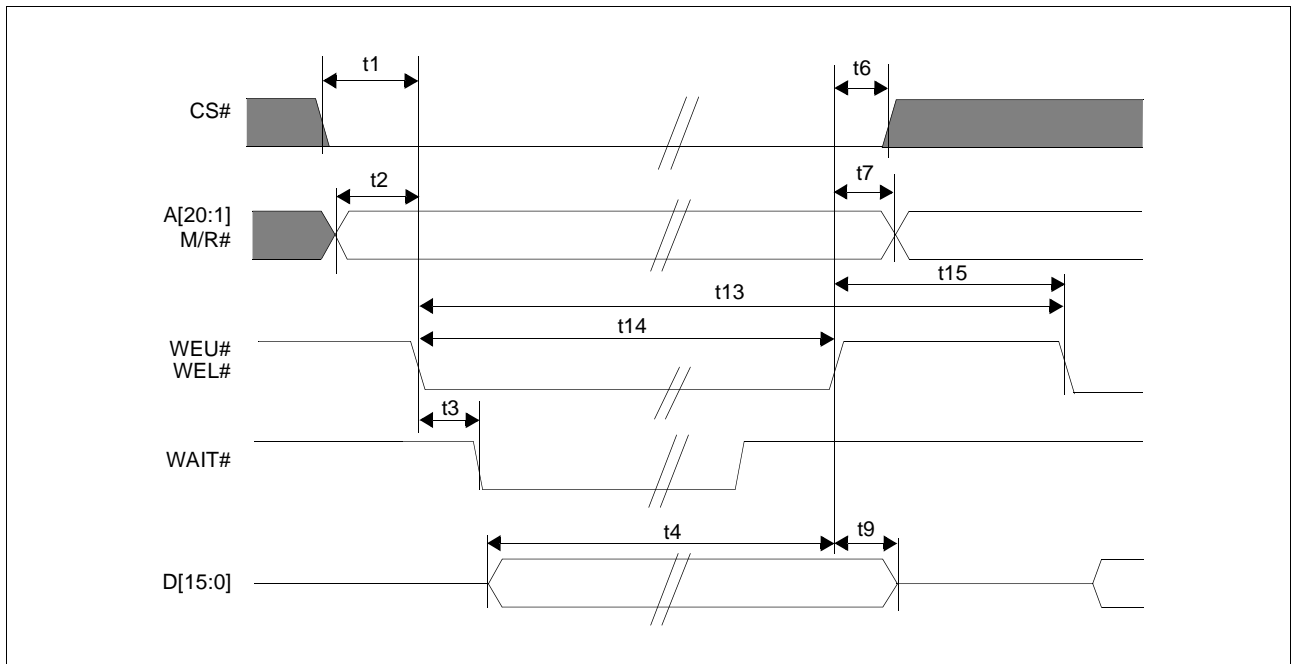 t1
t6
CS#
t2
t7
A[20:1]
M/R#
t15
t13
t14
WEU#
WEL#
t3
WAIT#
t4
t9
D[15:0]